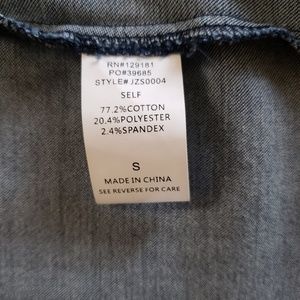 RN#129181
PO#39685
STYLE#JZS0004
SELF
77.2%COTTON
20.4%POLYESTER
2.4%SPANDEX
S
MADE IN CHINA
SEE REVERSE FOR CARE